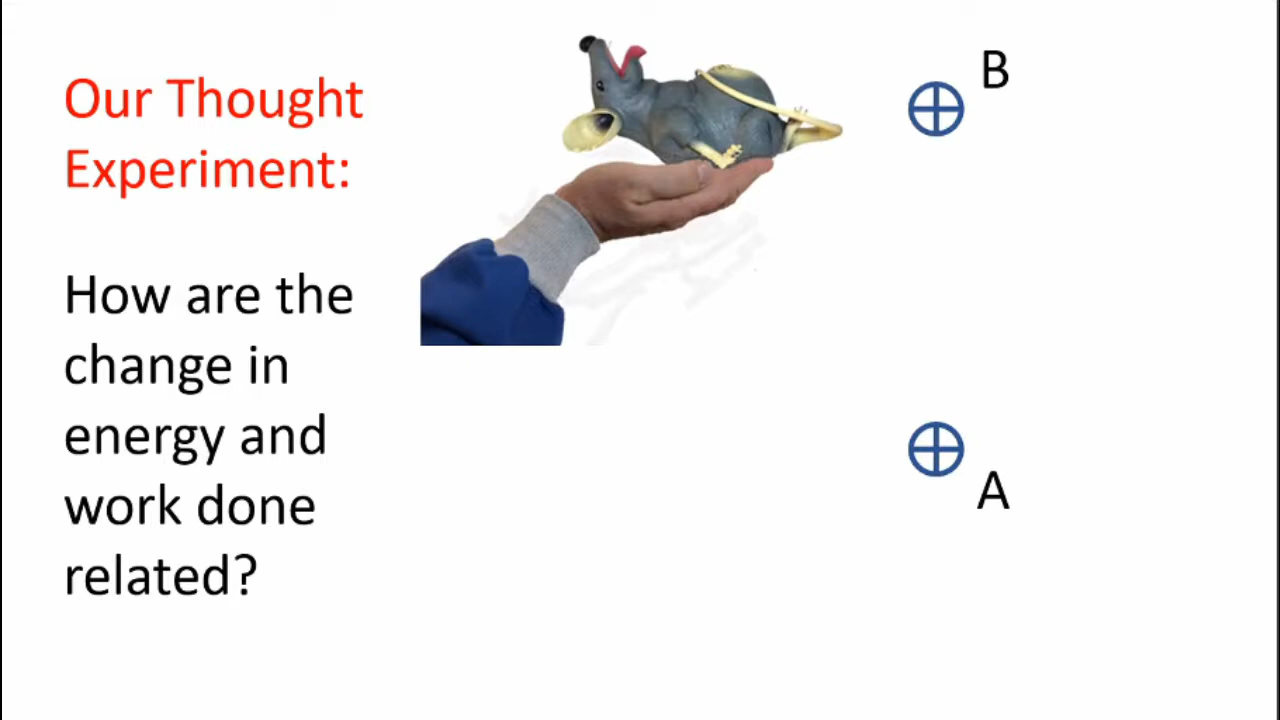 Our Thought
Experiment:
How are the
change in
energy and
work done
related?
B
A